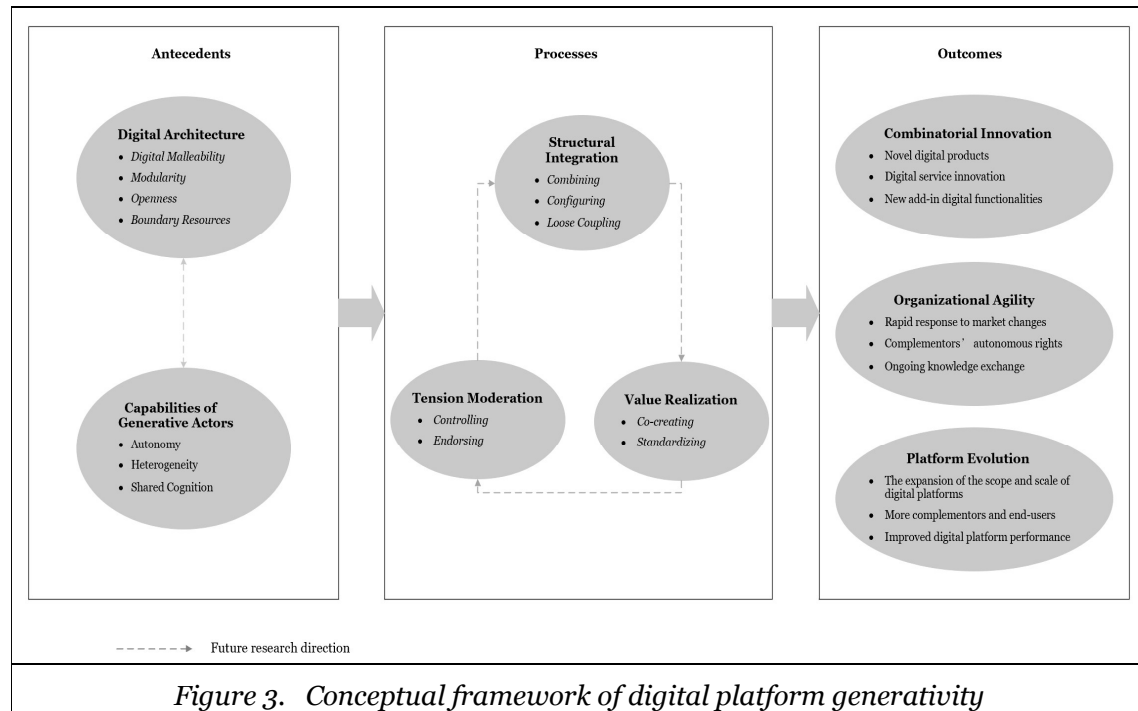 Antecedents
Digital Architecture
• Digital Malleability
• Modularity
• Openness
• Boundary Resources
Capabilities of
Generative Actors
• Autonomy
• Heterogeneity
• Shared Cognition
Processes
Structural
Integration
• Combining
• Configuring
• Loose Coupling
Tension Moderation
• Controlling
• Endorsing
Value Realization
• Co-creating
• Standardizing
Outcomes
Combinatorial Innovation
• Novel digital products
• Digital service innovation
• New add-in digital functionalities
Organizational Agility
• Rapid response to market changes
• Complementors’ autonomous rights
• Ongoing knowledge exchange
Platform Evolution
• The expansion of the scope and scale of
digital platforms
• More complementors and end-users
• Improved digital platform performance
Future research direction
Figure 3. Conceptual framework of digital platform generativity